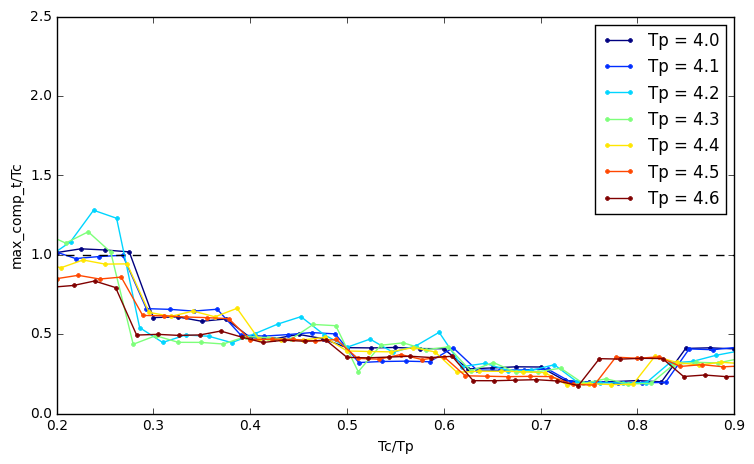 2.5
2.0
1.5
1.0
0.5
0.0
max_comp_t/Tc
Tp = 4.0
Tp = 4.1
Tp = 4.2
Tp = 4.3
Tp = 4.4
Tp = 4.5
Tp = 4.6
0.2 0.3 0.4 0.5 0.6 0.7 0.8 0.9
Tc/Tp